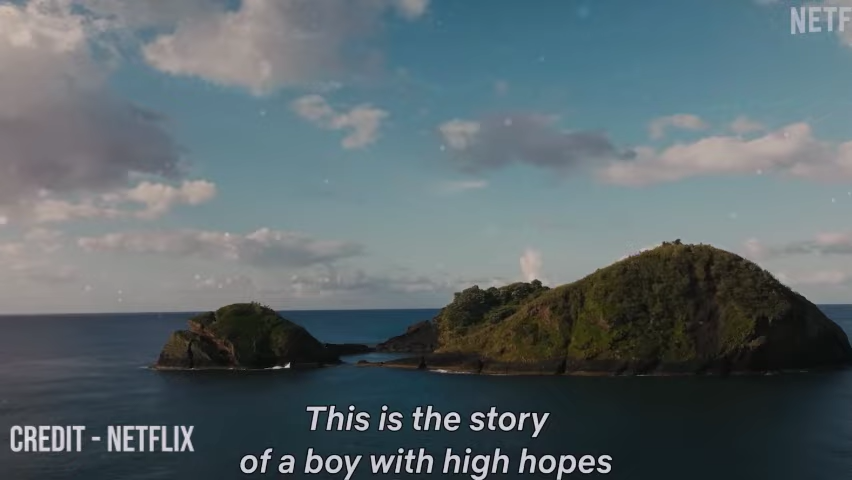 NETF
CREDIT - NETFLIX
This is the story
of a boy with high hopes